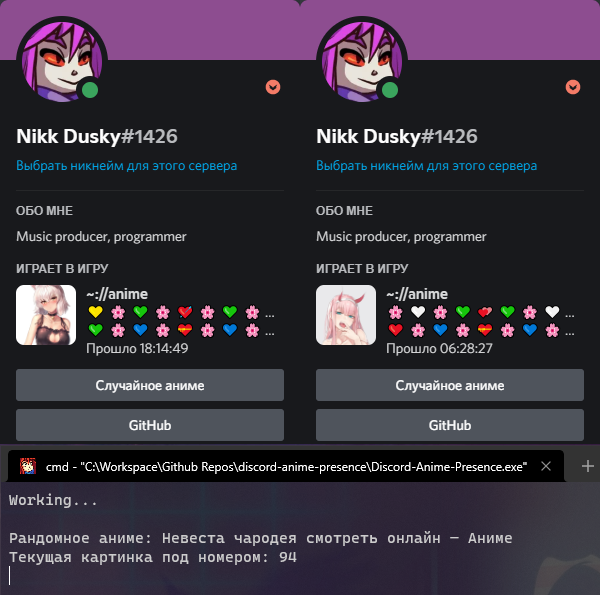 Nikk Dusky#1426
Выбрать никнейм для этого сервера
ОБО МНЕ
Music producer, programmer
ИГРАЕТ В ИГРУ
~://anime
💛 🌸 💚 🌸 ❤️ 🌸 💚 🌸 ...
💚 🌸 💙 🌸 💝 🌸 💙 🌸 ...
Прошло 18:14:49
Случайное аниме
GitHub
Nikk Dusky#1426
Выбрать никнейм для этого сервера
ОБО МНЕ
Music producer, programmer
ИГРАЕТ В ИГРУ
~://anime
🌸 🤍 🌸 💚 💕 💚 🌸 🤍 ...
❤️ 🌸 💙 🌸 💝 🌸 💙 🌸 ...
Прошло 06:28:27
Случайное аниме
GitHub
cmd - "C:\Workspace\Github Repos\discord-anime-presence\Discord-Anime-Presence.exe"
Working...
Рандомное аниме: Невеста чародея смотреть онлайн — Аниме
Текущая картинка под номером: 94